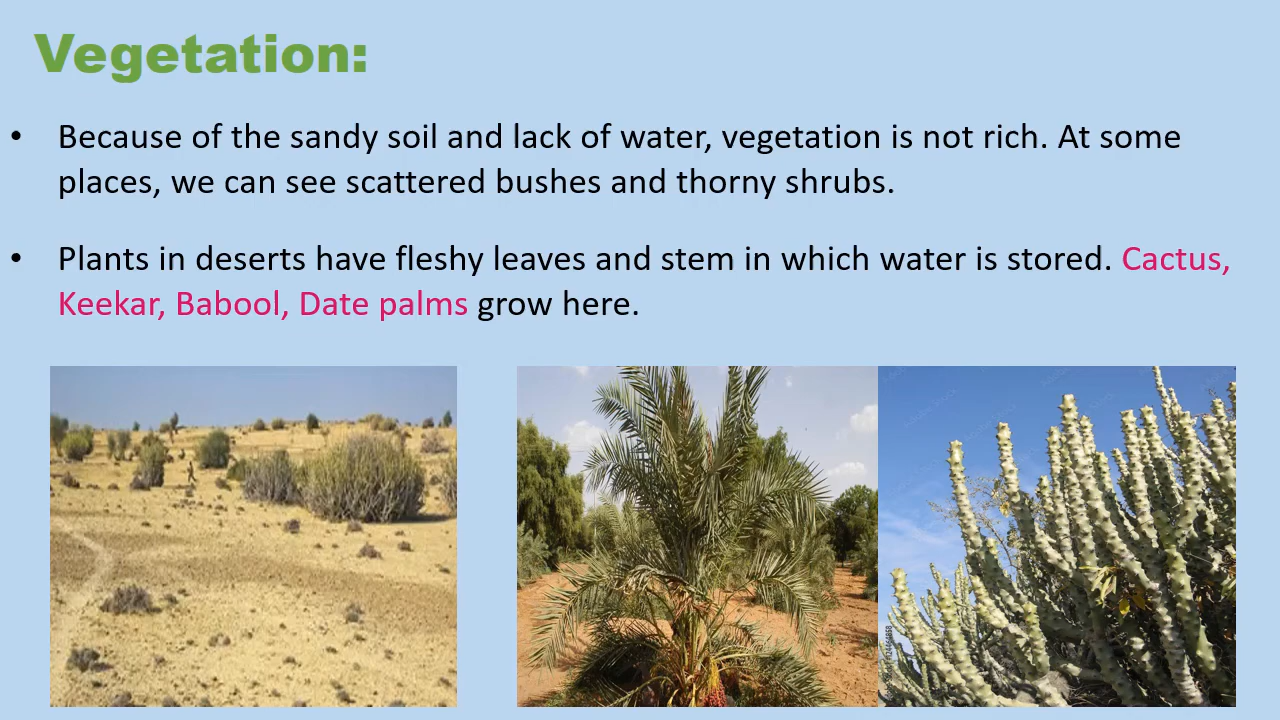 Vegetation:
• Because of the sandy soil and lack of water, vegetation is not rich. At some
places, we can see scattered bushes and thorny shrubs.
• Plants in deserts have fleshy leaves and stem in which water is stored. Cactus,
Keekar, Babool, Date palms grow here.